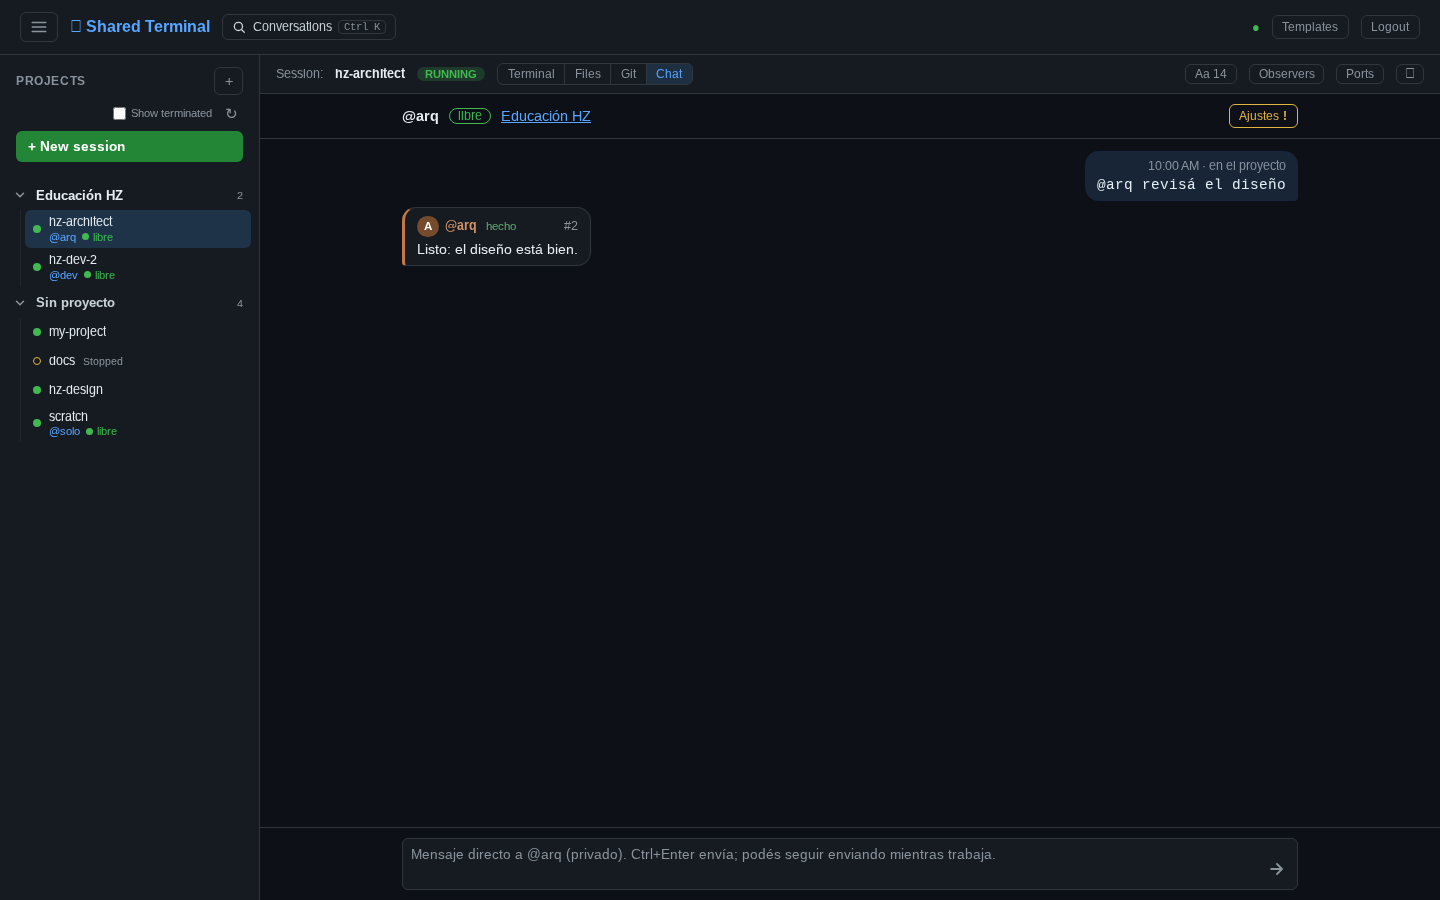 Shared Terminal
Conversations Ctrl K
Templates
Logout
PROJECTS
+
Show terminated
+ New session
Educación HZ 2
hz-architect
@arq libre
hz-dev-2
@dev libre
Sin proyecto 4
my-project
docs Stopped
hz-design
scratch
@solo libre
Session: hz-architect RUNNING Terminal Files Git Chat
Aa 14 Observers Ports
@arq libre Educación HZ
Ajustes !
10:00 AM · en el proyecto
@arq revisá el diseño
A @arq hecho #2
Listo: el diseño está bien.
Mensaje directo a @arq (privado). Ctrl+Enter envía; podés seguir enviando mientras trabaja.